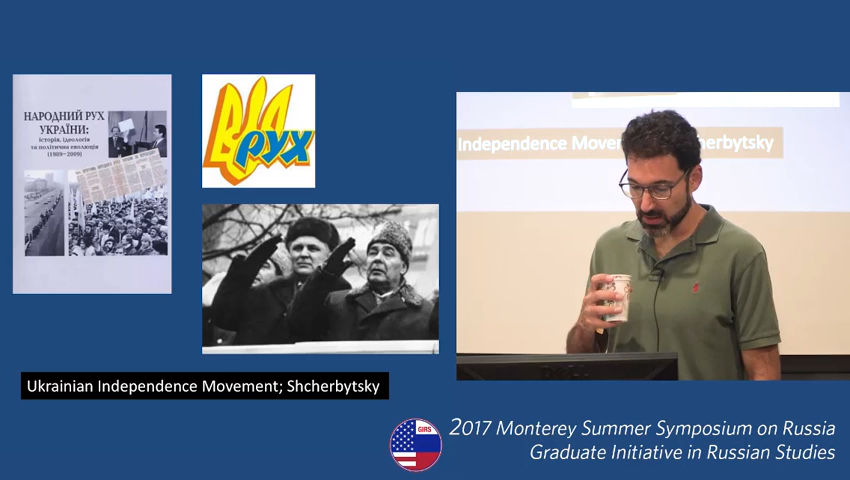 НАРОДНИЙ РУХ
УКРАЇНИ:
історія, ідеологія
та політична еволюція
(1989–2009)
РУХ
Independence Move
cherbytsky
Ukrainian Independence Movement; Shcherbytsky
GIRS
2017 Monterey Summer Symposium on Russia
Graduate Initiative in Russian Studies